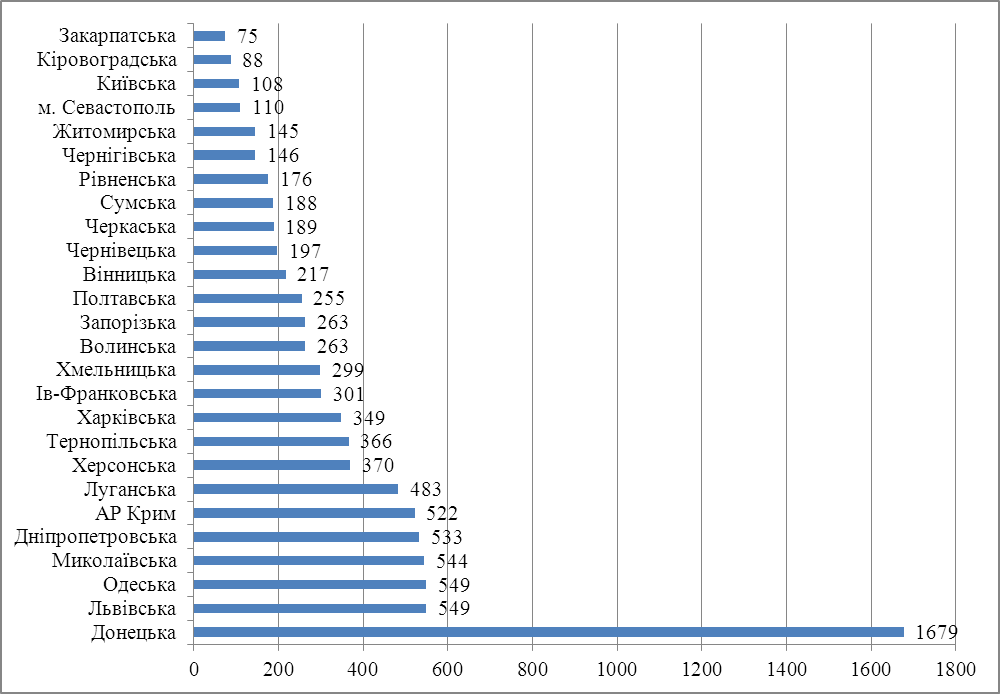 Закарпатська 75
Кіровоградська 88
Київська 108
м. Севастополь 110
Житомирська 145
Чернігівська 146
Рівненська 176
Сумська 188
Черкаська 189
Чернівецька 197
Вінницька 217
Полтавська 255
Запорізька 263
Волинська 263
Хмельницька 299
Ів-Франковська 301
Харківська 349
Тернопільська 366
Херсонська 370
Луганська 483
АР Крим 522
Дніпропетровська 533
Миколаївська 544
Одеська 549
Львівська 549
Донецька 1679
0 200 400 600 800 1000 1200 1400 1600 1800